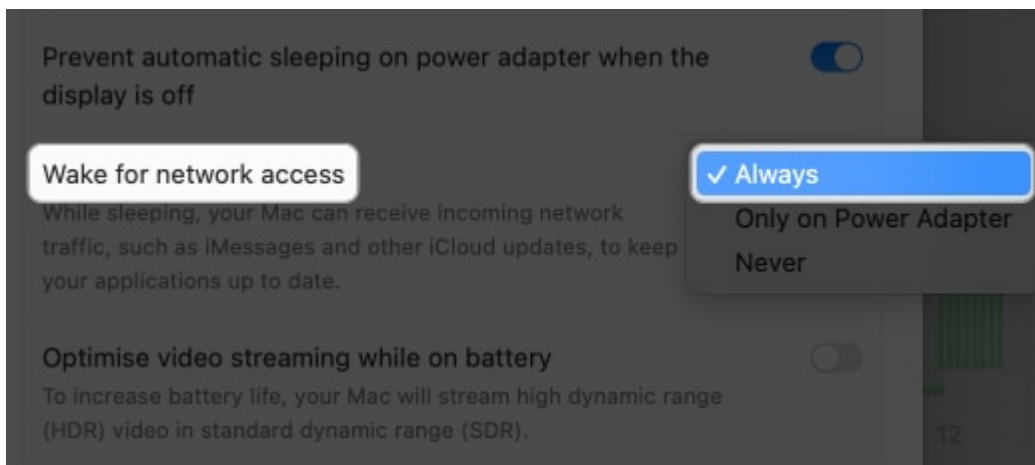 Prevent automatic sleeping on power adapter when the
display is off
Wake for network access
✓ Always
While sleeping, your Mac can receive incoming network
traffic, such as iMessages and other iCloud updates, to keep
your applications up to date.
Only on Power Adapter
Never
Optimise video streaming while on battery
To increase battery life, your Mac will stream high dynamic range
(HDR) video in standard dynamic range (SDR).
12